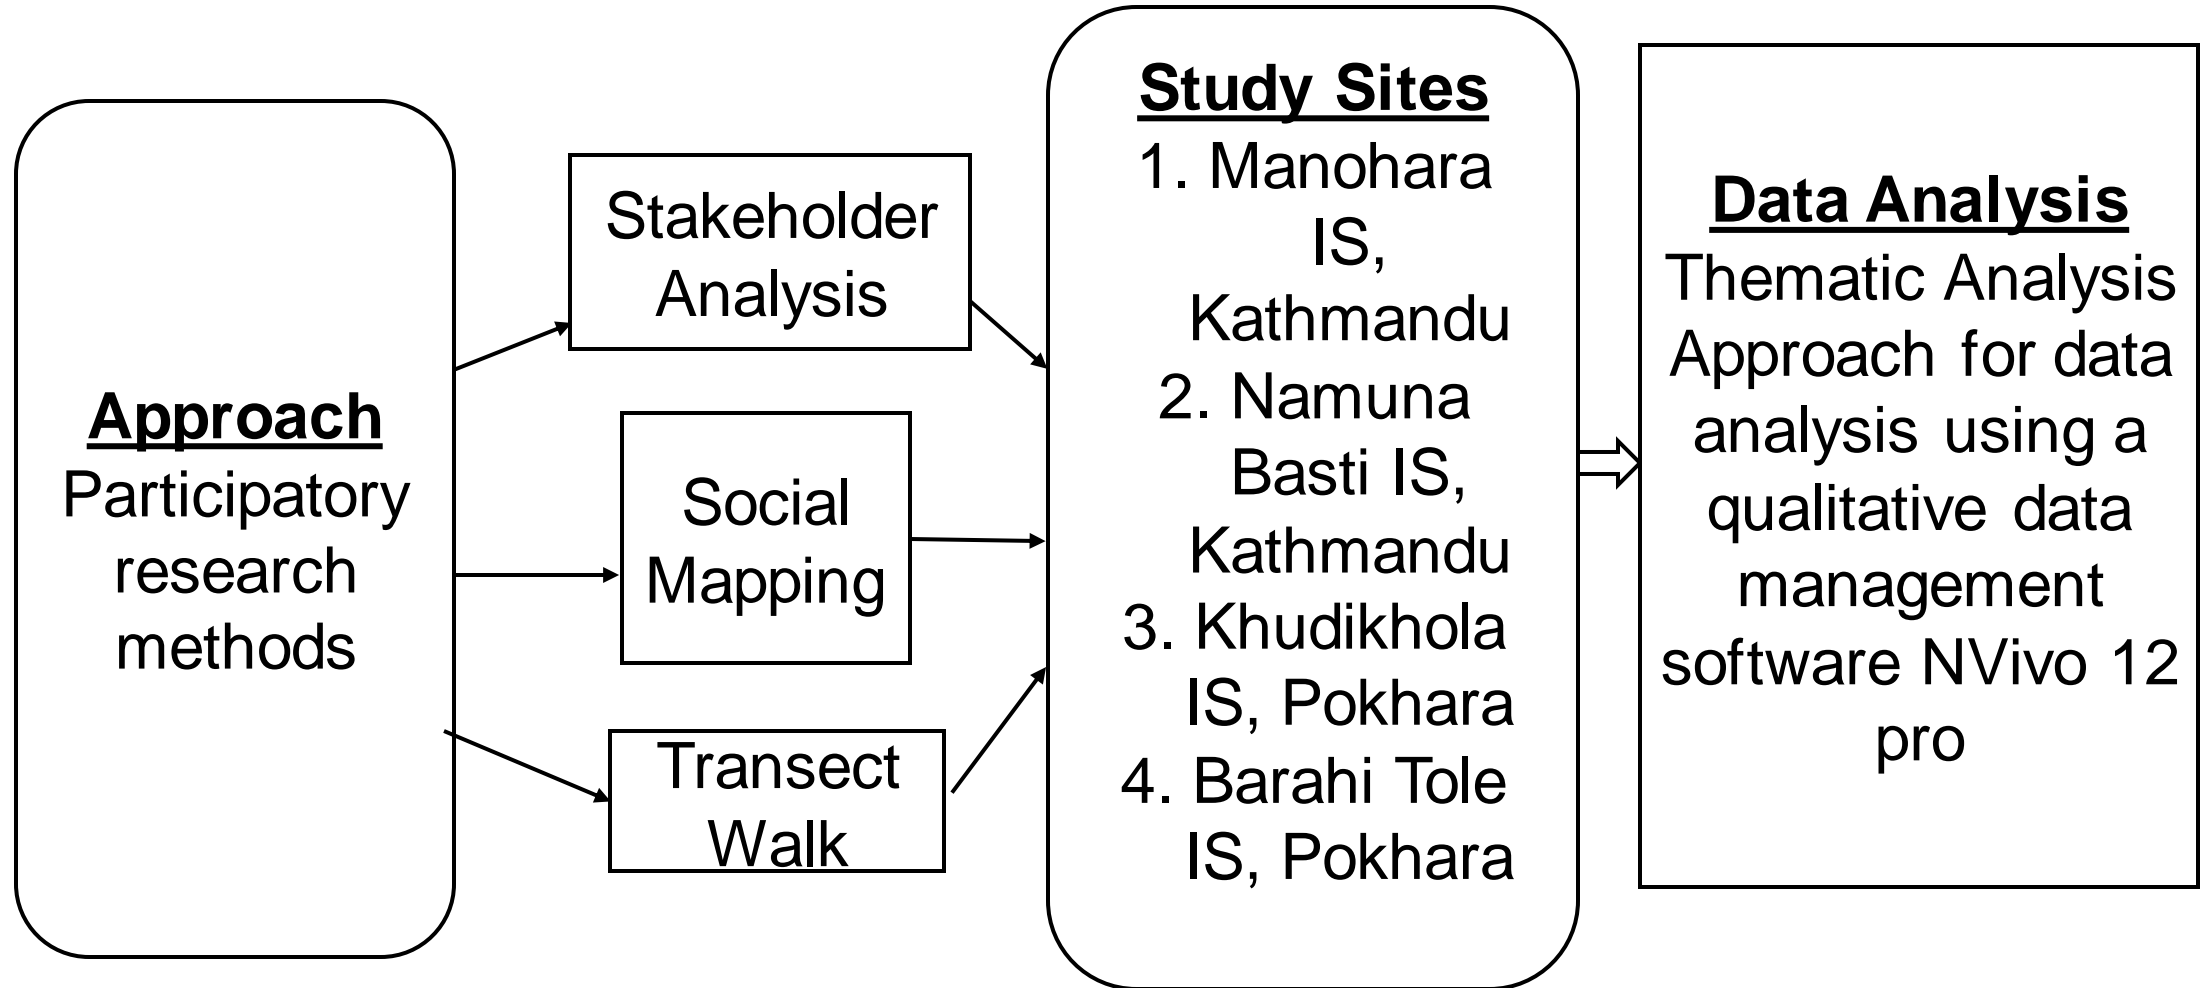 Approach
Participatory
research
methods
Stakeholder
Analysis
Social
Mapping
Transect
Walk
Study Sites
1. Manohara
IS,
Kathmandu
2. Namuna
Basti IS,
Kathmandu
3. Khudikhola
IS, Pokhara
4. Barahi Tole
IS, Pokhara
Data Analysis
Thematic Analysis
Approach for data
analysis using a
qualitative data
management
software NVivo 12
pro